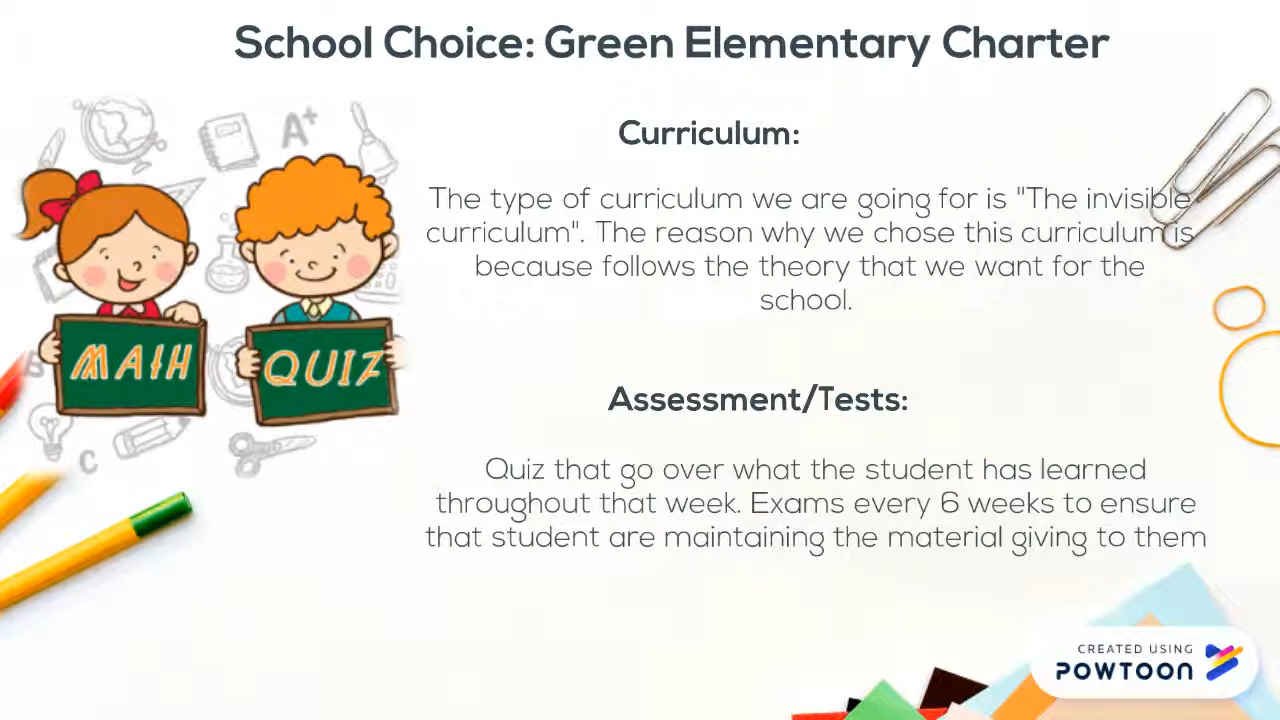 School Choice: Green Elementary Charter
A+
Curriculum:
The type of curriculum we are going for is "The invisible
curriculum". The reason why we chose this curriculum is
because follows the theory that we want for the
school.
MATH
QUIZ
B
C
Assessment/Tests:
Quiz that go over what the student has learned
throughout that week. Exams every 6 weeks to ensure
that student are maintaining the material giving to them
CREATED USING
POWTOON